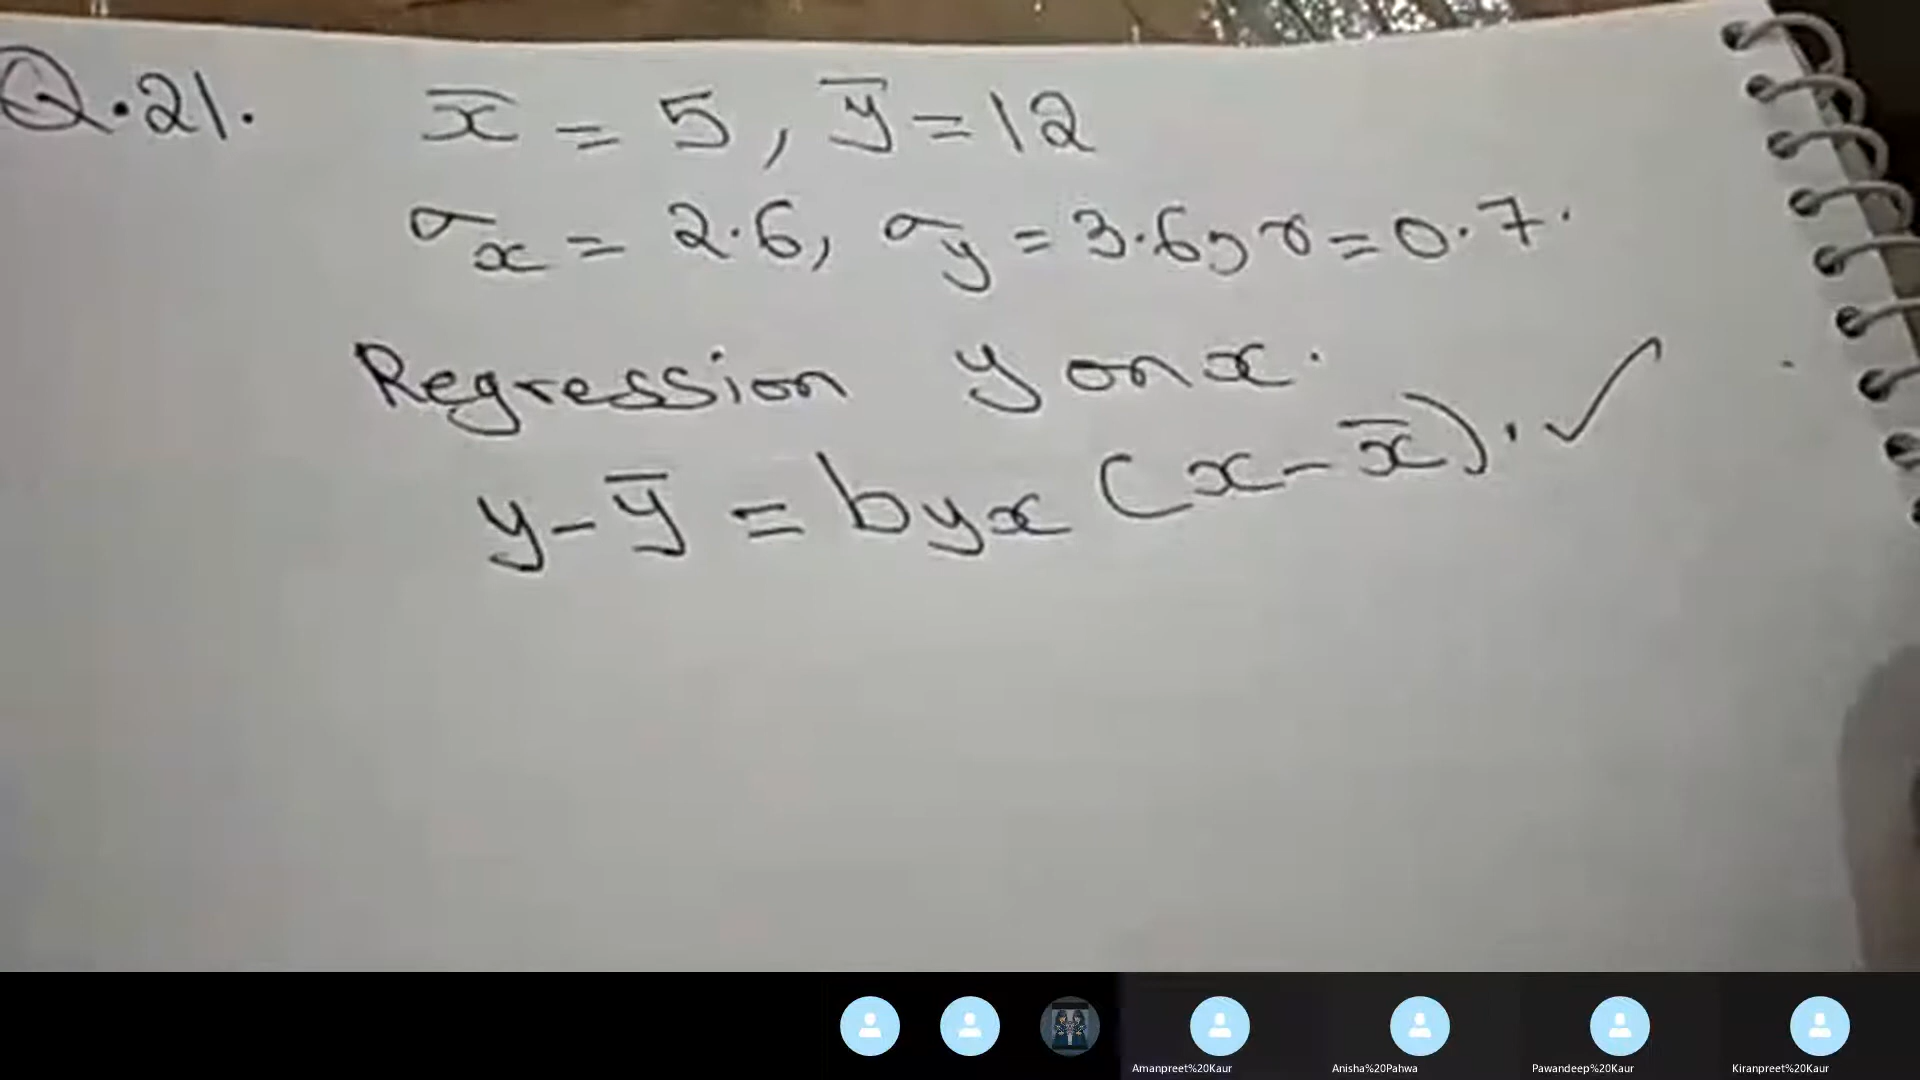 Q.21. x̅ = 5, y̅ = 12
σx = 2.6, σy = 3.6, r = 0.7.
Regression y on x.
y - y̅ = byx (x - x̅). ✓
Amanpreet%20Kaur
Anisha%20Pahwa
Pawandeep%20Kaur
Kiranpreet%20Kaur